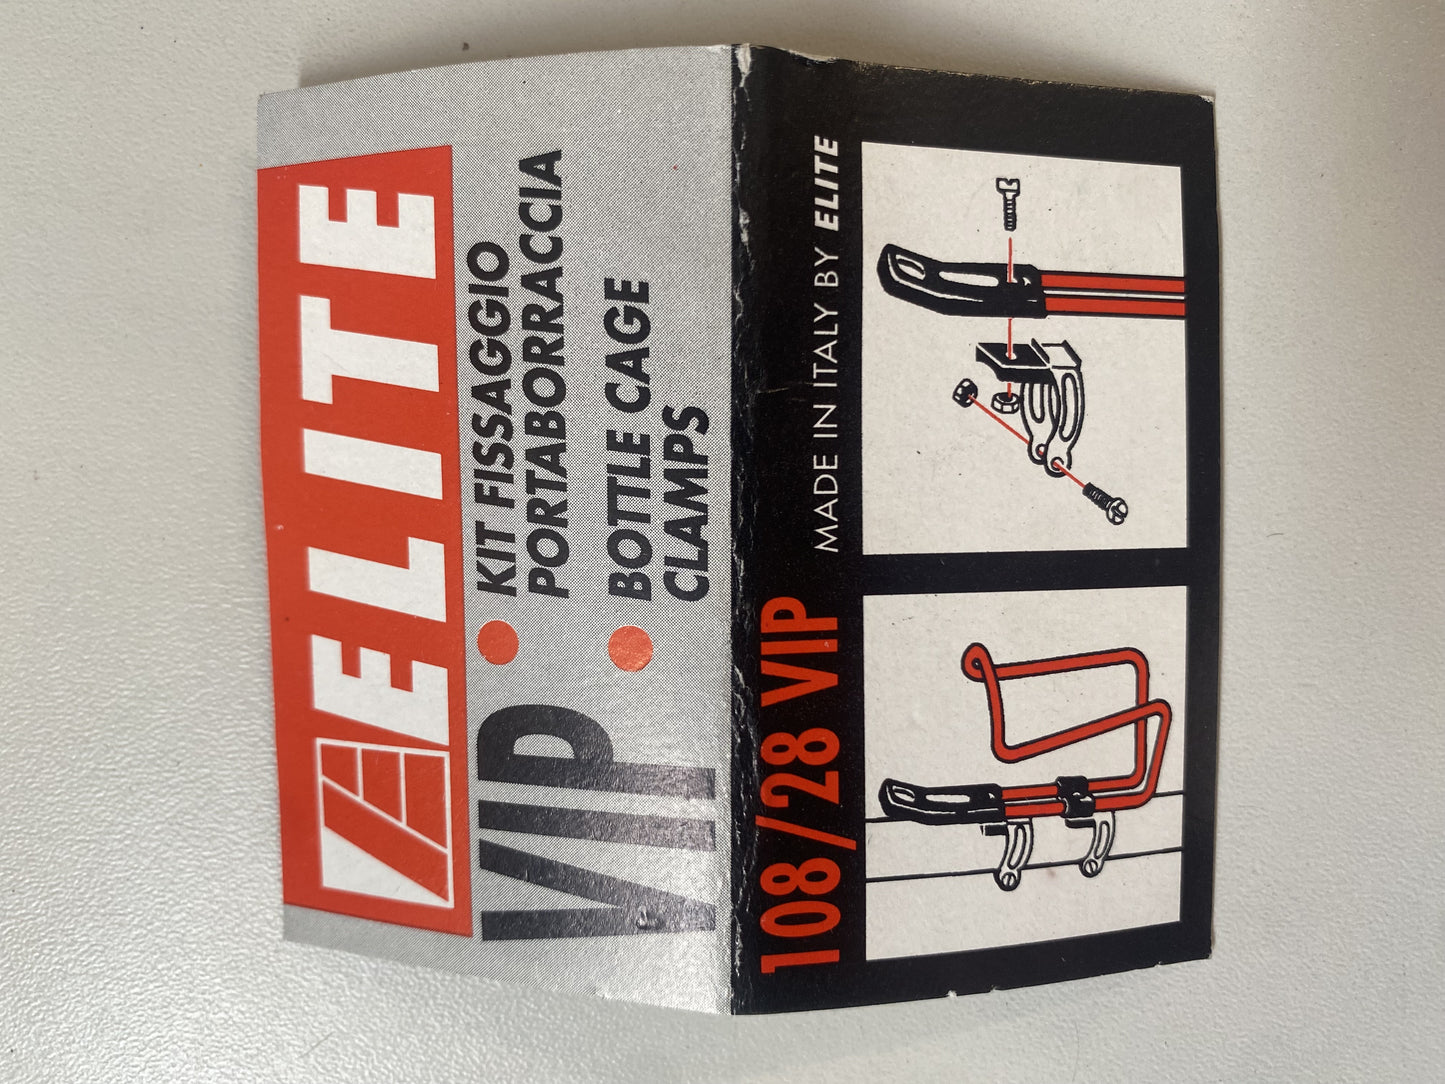 ELITE
VIP
KIT FISSAGGIO
PORTABORRACCIA
BOTTLE CAGE
CLAMPS
108/28 VIP
MADE IN ITALY BY ELITE